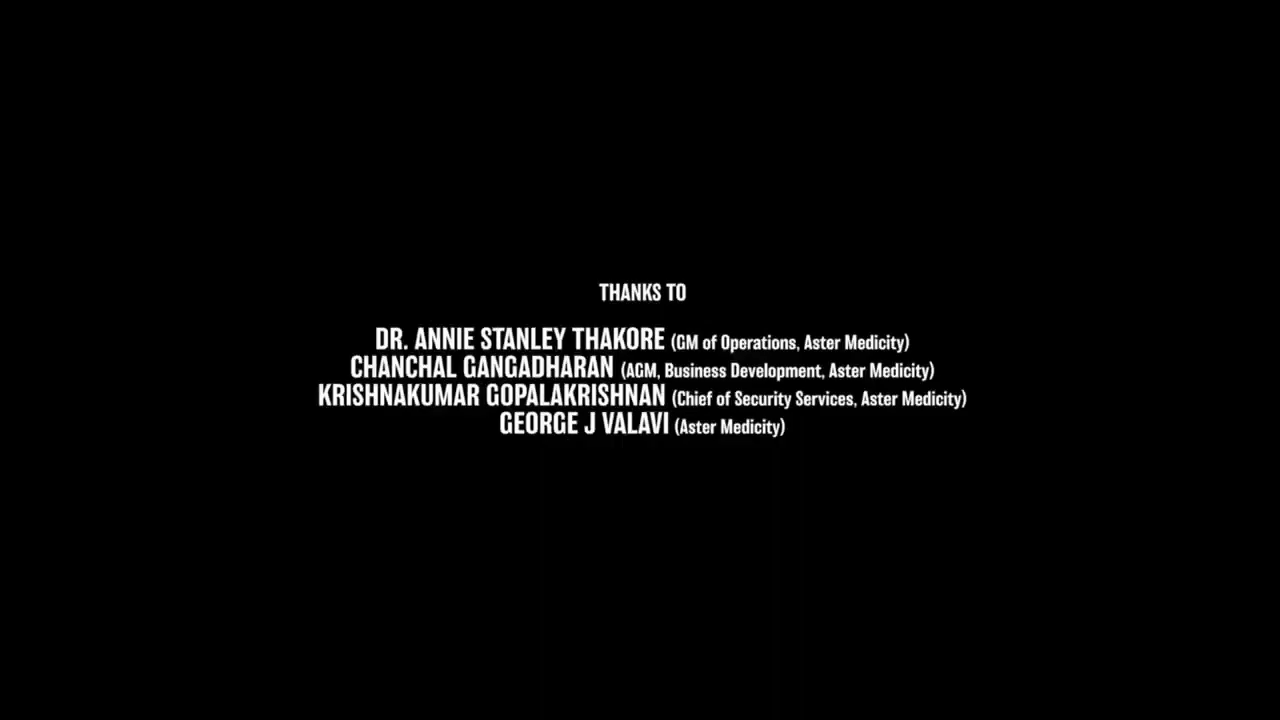 THANKS TO
DR. ANNIE STANLEY THAKORE (GM of Operations, Aster Medicity)
CHANCHAL GANGADHARAN (AGM, Business Development, Aster Medicity)
KRISHNAKUMAR GOPALAKRISHNAN (Chief of Security Services, Aster Medicity)
GEORGE J VALAVI (Aster Medicity)